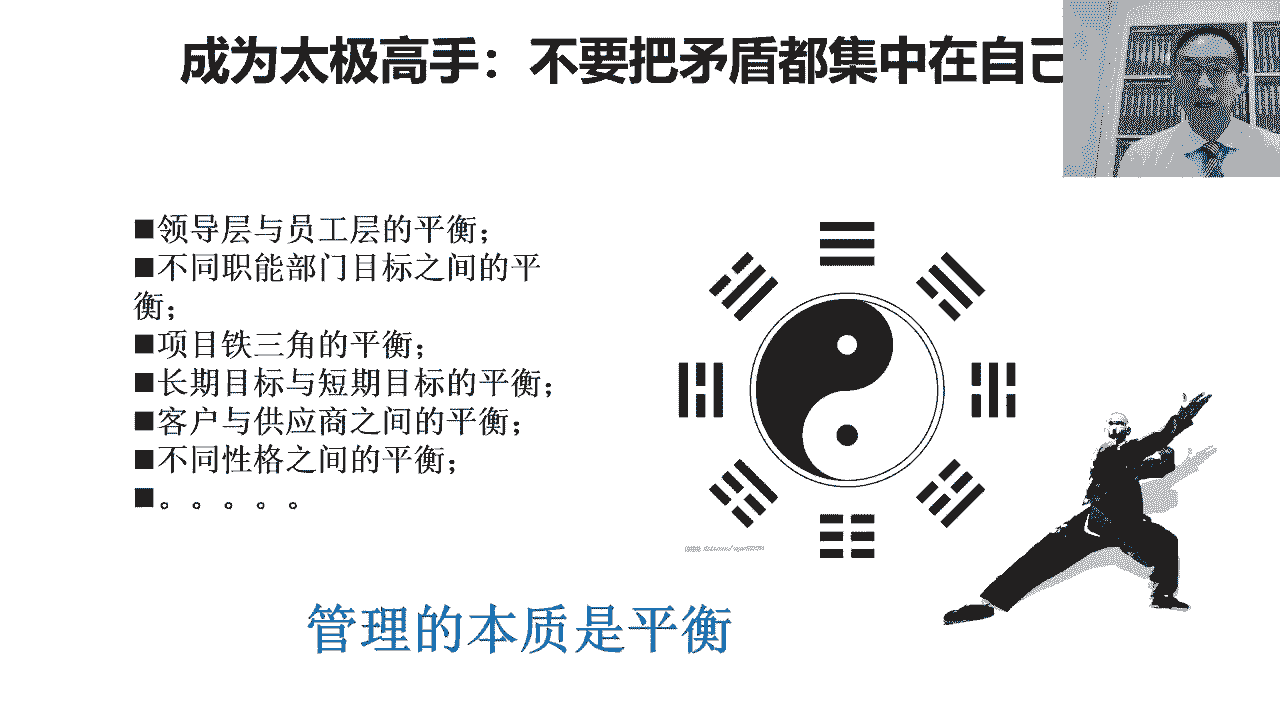 成为太极高手：不要把矛盾都集中在自己
■领导层与员工层的平衡；
■不同职能部门目标之间的平
衡；
■项目铁三角的平衡；
■长期目标与短期目标的平衡；
■客户与供应商之间的平衡；
■不同性格之间的平衡；
■。。。。。
管理的本质是平衡